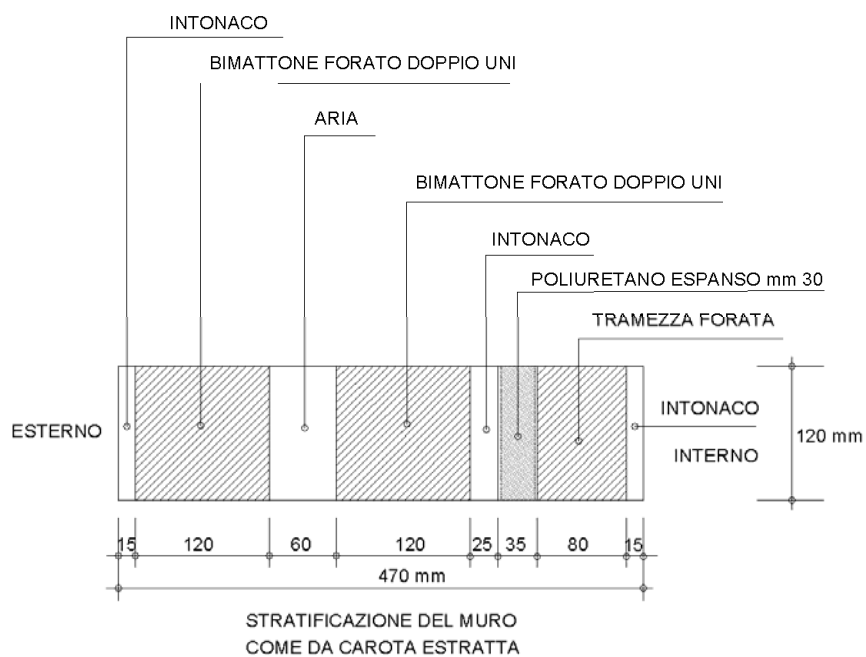 INTONACO
BIMATTONE FORATO DOPPIO UNI
ARIA
BIMATTONE FORATO DOPPIO UNI
INTONACO
POLIURETANO ESPANSO mm 30
TRAMEZZA FORATA
INTONACO
ESTERNO
120 mm
INTERNO
15 120 60 120 25 35 80 15
470 mm
STRATIFICAZIONE DEL MURO
COME DA CAROTA ESTRATTA